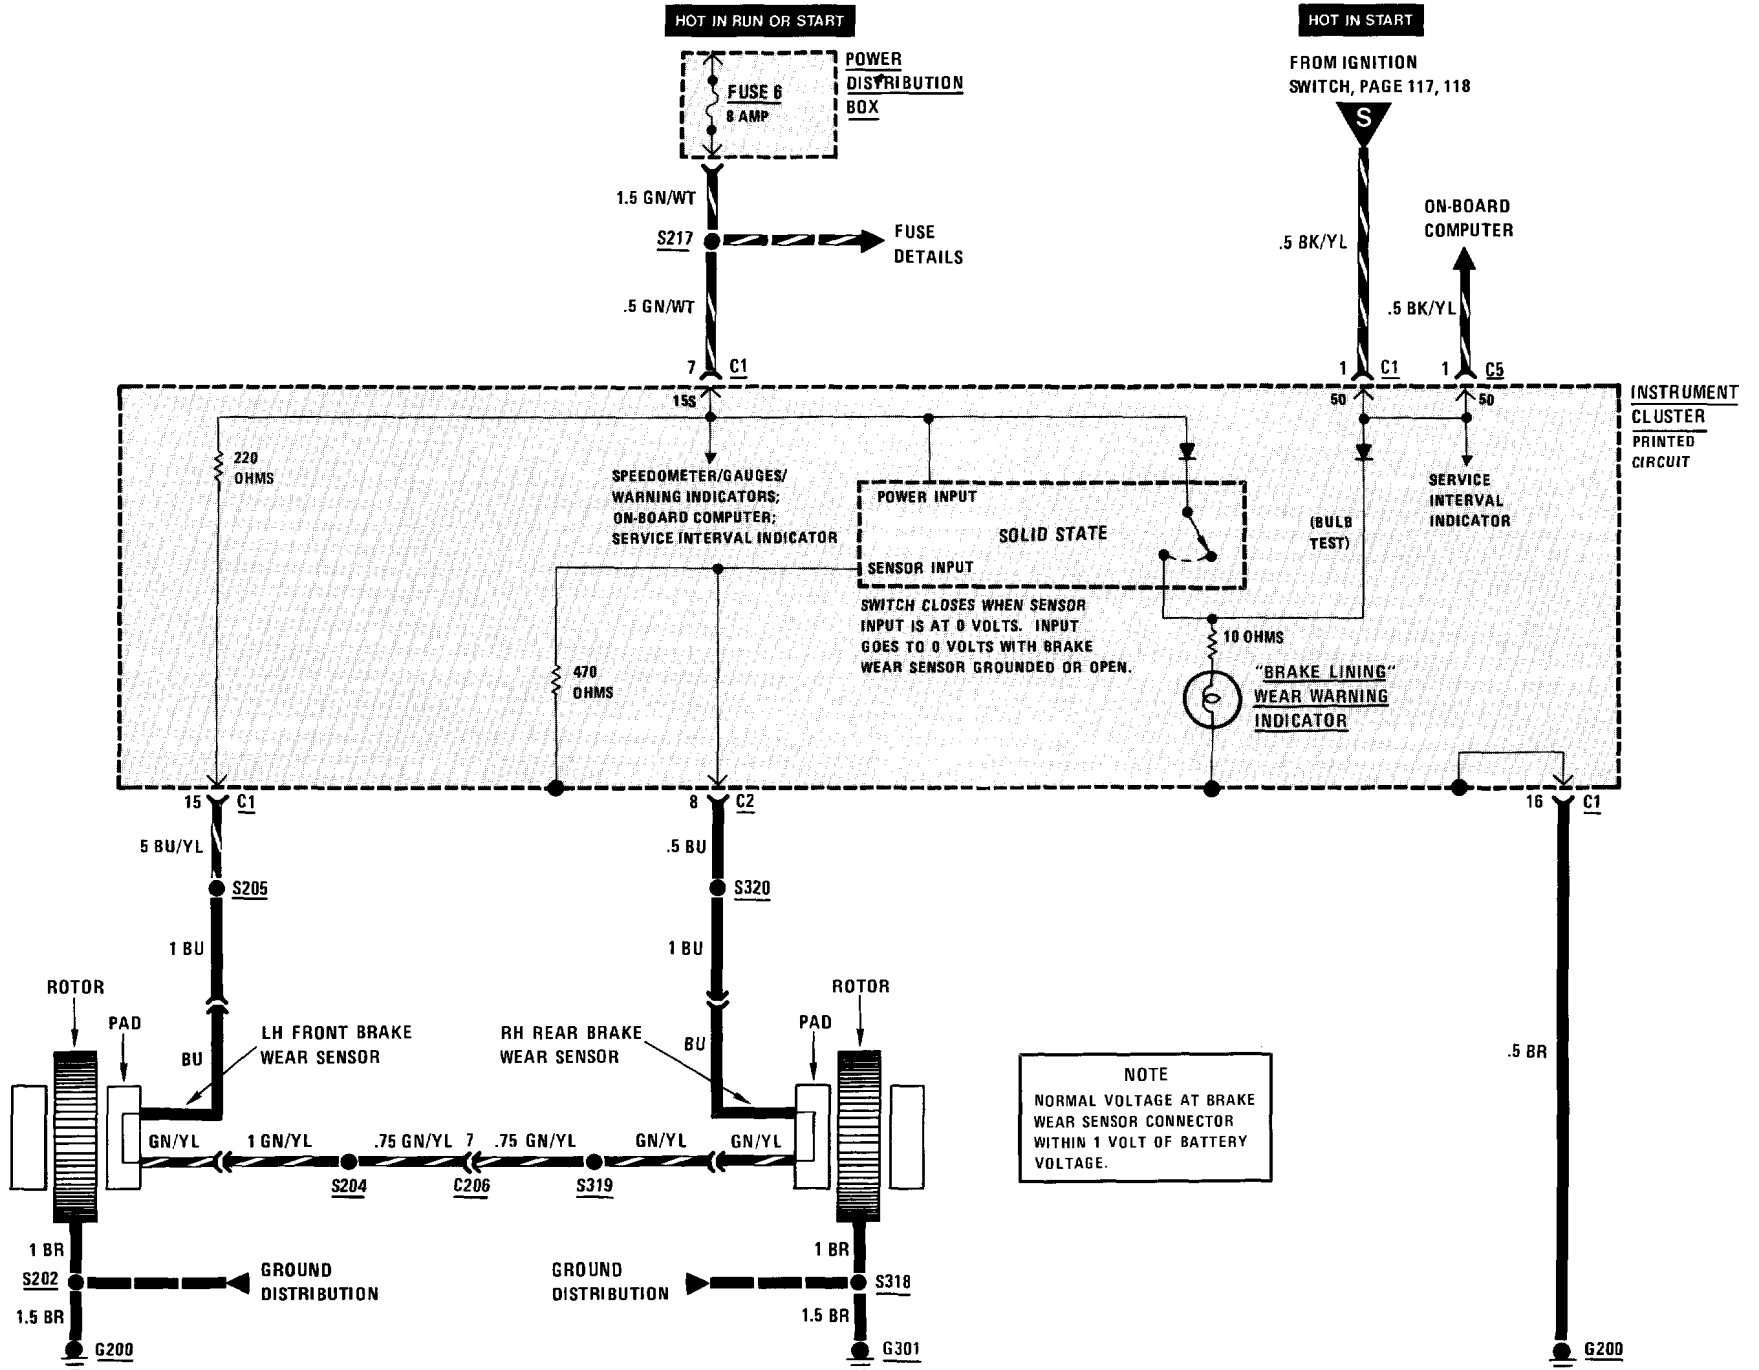 HOT IN RUN OR START
HOT IN START
POWER
DISTRIBUTION
BOX
FUSE 6
8 AMP
FROM IGNITION
SWITCH, PAGE 117, 118
S
1.5 GN/WT
S217
FUSE
DETAILS
.5 GN/WT
.5 BK/YL
ON-BOARD
COMPUTER
.5 BK/YL
7 C1
1 C1
1 C5
15S
50
50
INSTRUMENT
CLUSTER
PRINTED
CIRCUIT
220
OHMS
SPEEDOMETER/GAUGES/
WARNING INDICATORS;
ON-BOARD COMPUTER;
SERVICE INTERVAL INDICATOR
POWER INPUT
SOLID STATE
SENSOR INPUT
(BULB
TEST)
SERVICE
INTERVAL
INDICATOR
SWITCH CLOSES WHEN SENSOR
INPUT IS AT 0 VOLTS. INPUT
GOES TO 0 VOLTS WITH BRAKE
WEAR SENSOR GROUNDED OR OPEN.
470
OHMS
10 OHMS
"BRAKE LINING"
WEAR WARNING
INDICATOR
15 C1
8 C2
16 C1
5 BU/YL
.5 BU
S205
S320
1 BU
1 BU
ROTOR
PAD
LH FRONT BRAKE
WEAR SENSOR
BU
RH REAR BRAKE
WEAR SENSOR
BU
PAD
ROTOR
.5 BR
NOTE
NORMAL VOLTAGE AT BRAKE
WEAR SENSOR CONNECTOR
WITHIN 1 VOLT OF BATTERY
VOLTAGE.
GN/YL
1 GN/YL
.75 GN/YL
7
.75 GN/YL
GN/YL
GN/YL
S204
C206
S319
1 BR
S202
GROUND
DISTRIBUTION
1.5 BR
G200
GROUND
DISTRIBUTION
1 BR
S318
1.5 BR
G301
G200